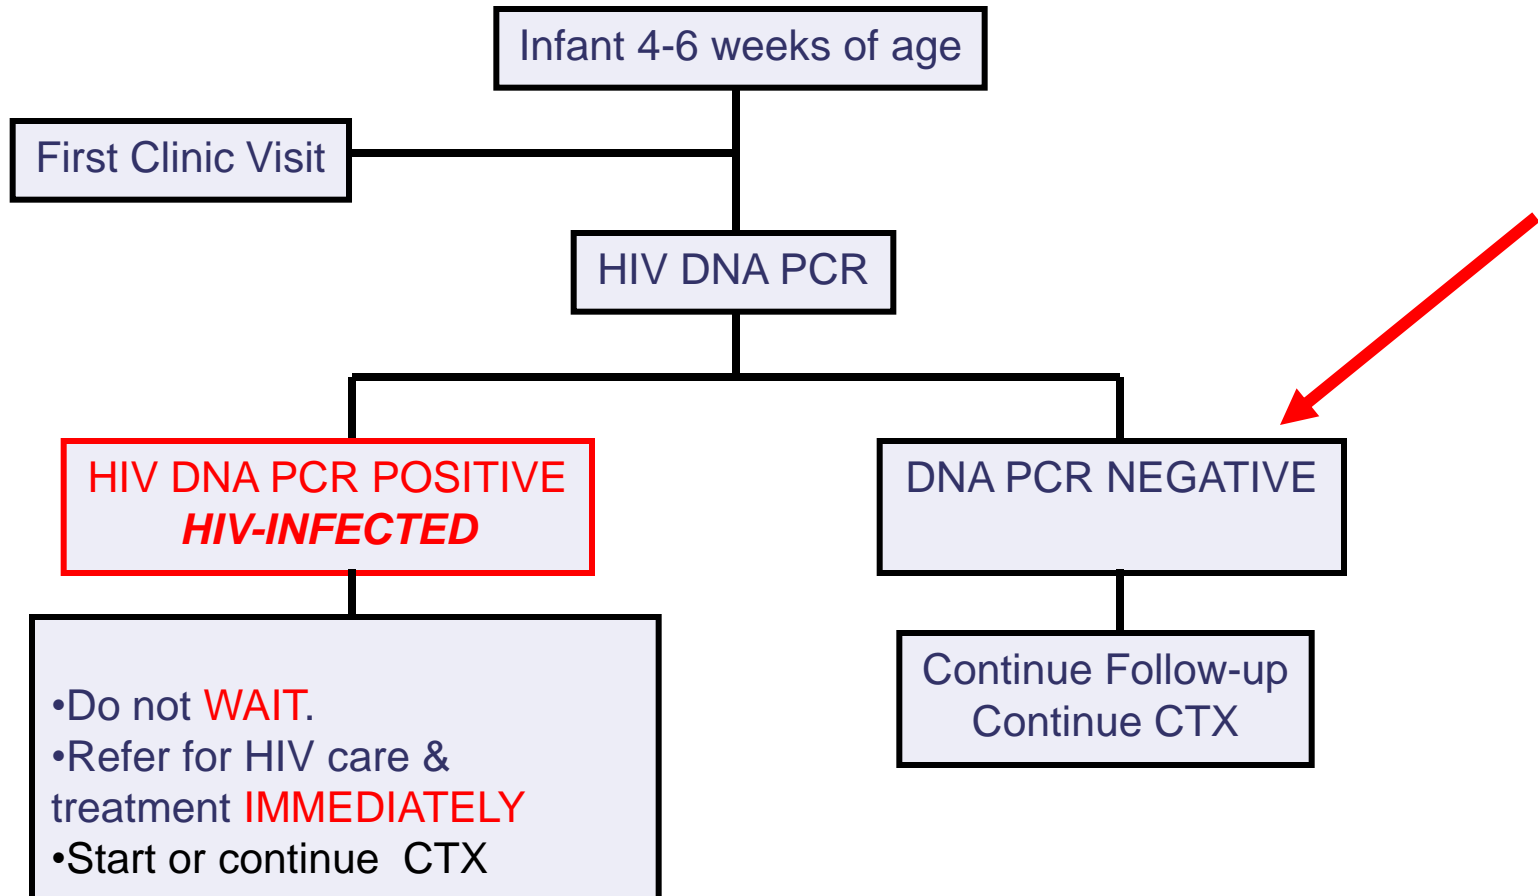 Infant 4-6 weeks of age
First Clinic Visit
HIV DNA PCR
HIV DNA PCR POSITIVE
HIV-INFECTED
DNA PCR NEGATIVE
•Do not WAIT.
•Refer for HIV care &
treatment IMMEDIATELY
•Start or continue  CTX
Continue Follow-up
Continue CTX